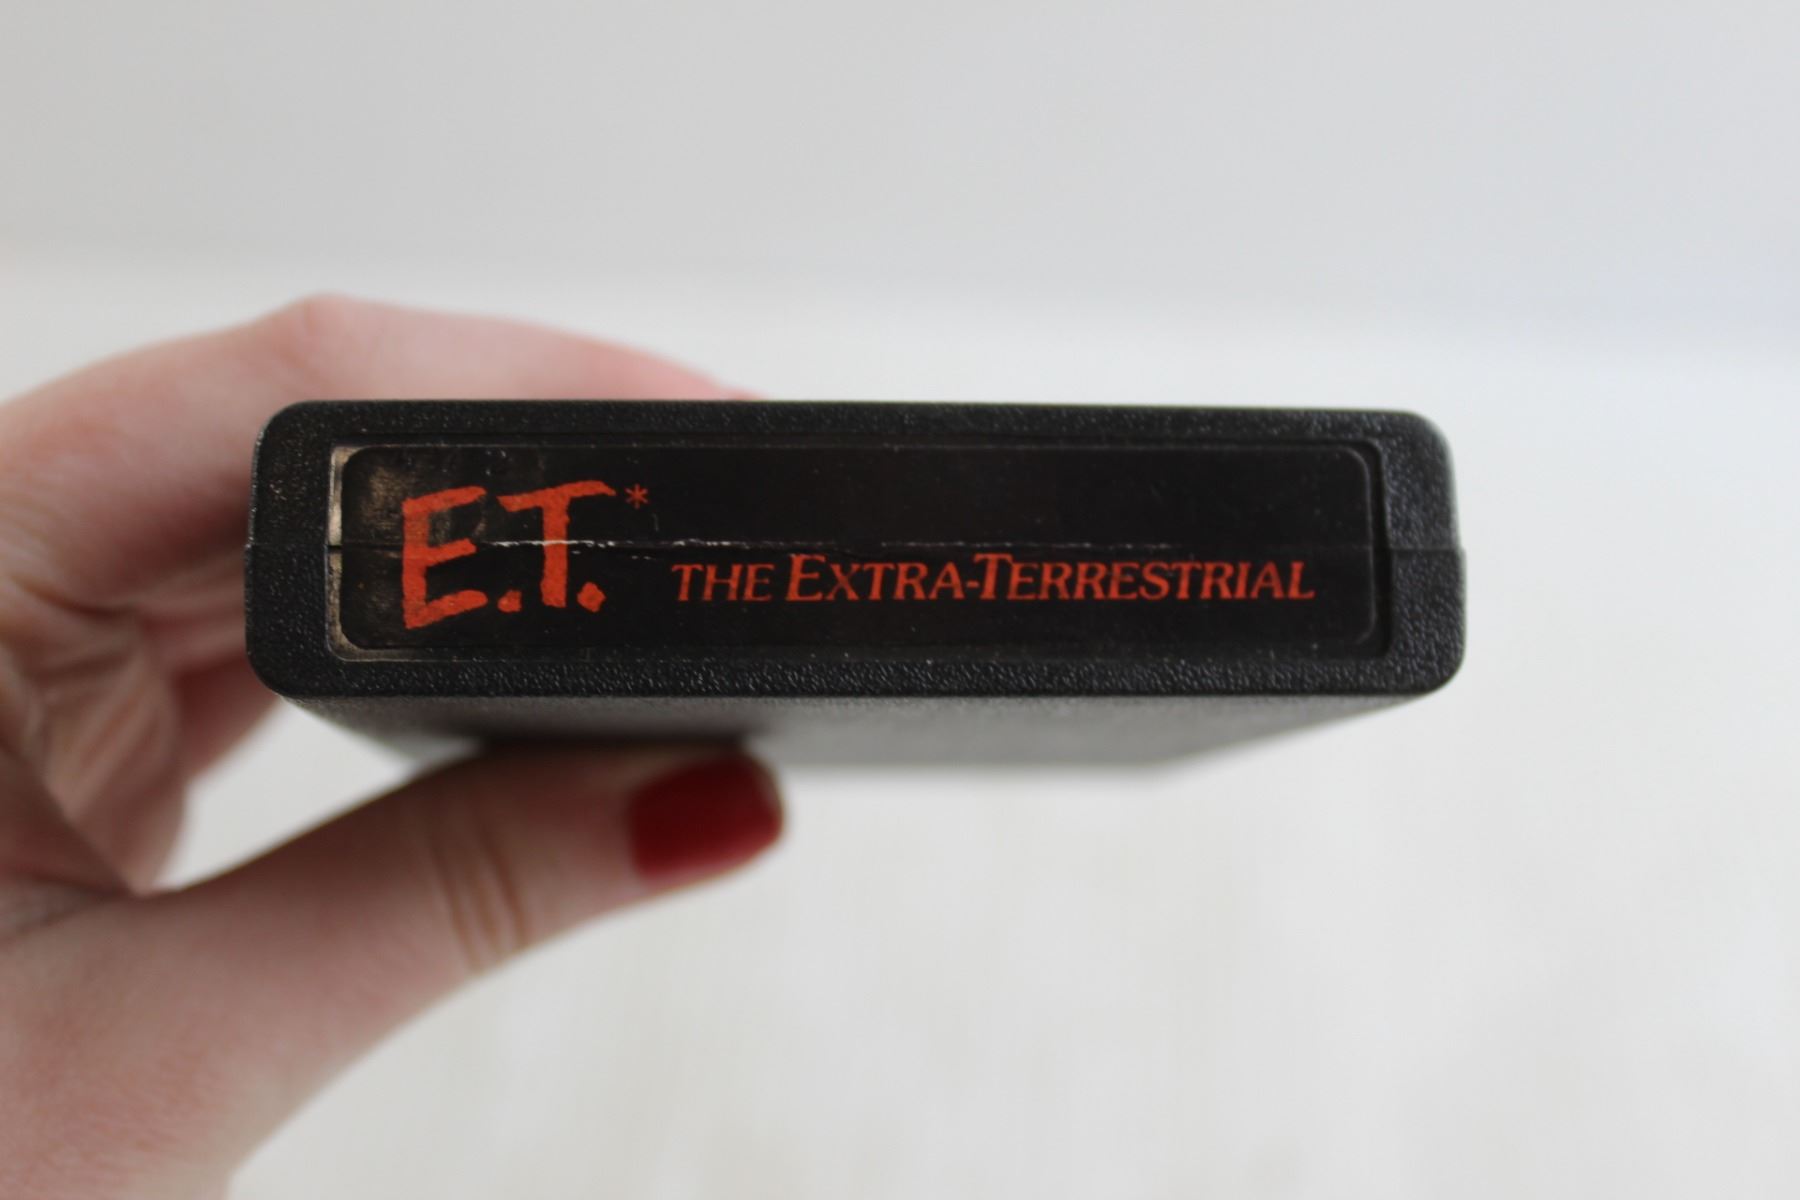 E.T.*
THE EXTRA-TERRESTRIAL